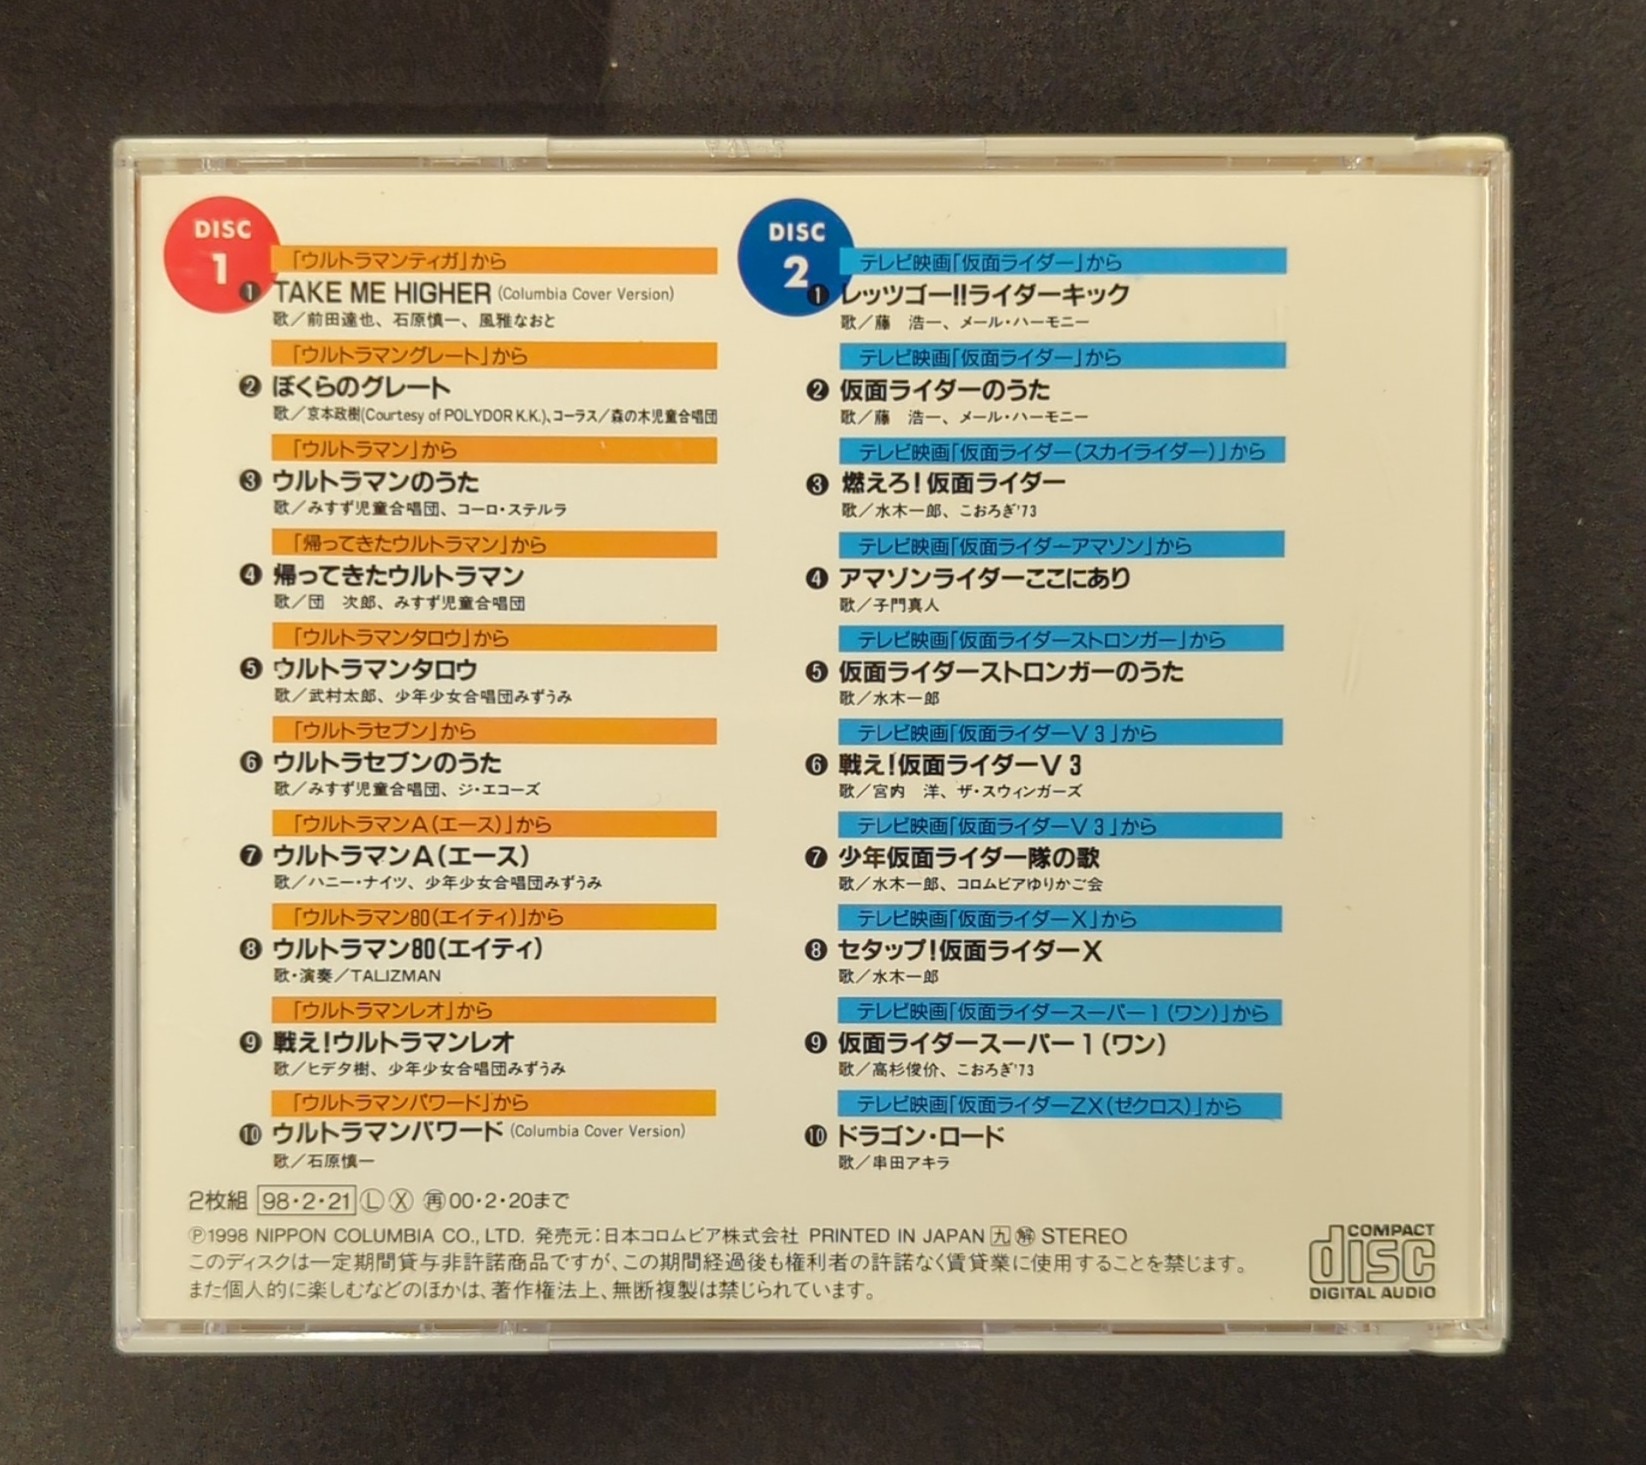 DISC
1
「ウルトラマンティガ」から
❶ TAKE ME HIGHER (Columbia Cover Version)
歌／前田達也、石原慎一、風雅なおと
「ウルトラマングレート」から
❷ ぼくらのグレート
歌／京本政樹(Courtesy of POLYDOR K.K.)、コーラス／森の木児童合唱団
「ウルトラマン」から
❸ ウルトラマンのうた
歌／みすず児童合唱団、コーロ・ステルラ
「帰ってきたウルトラマン」から
❹ 帰ってきたウルトラマン
歌／団　次郎、みすず児童合唱団
「ウルトラマンタロウ」から
❺ ウルトラマンタロウ
歌／武村太郎、少年少女合唱団みずうみ
「ウルトラセブン」から
❻ ウルトラセブンのうた
歌／みすず児童合唱団、ジ・エコーズ
「ウルトラマンA(エース)」から
❼ ウルトラマンA(エース)
歌／ハニー・ナイツ、少年少女合唱団みずうみ
「ウルトラマン80(エイティ)」から
❽ ウルトラマン80(エイティ)
歌・演奏／TALIZMAN
「ウルトラマンレオ」から
❾ 戦え!ウルトラマンレオ
歌／ヒデ夕樹、少年少女合唱団みずうみ
「ウルトラマンパワード」から
❿ ウルトラマンパワード (Columbia Cover Version)
歌／石原慎一
DISC
2
テレビ映画「仮面ライダー」から
❶ レッツゴー!!ライダーキック
歌／藤　浩一、メール・ハーモニー
テレビ映画「仮面ライダー」から
❷ 仮面ライダーのうた
歌／藤　浩一、メール・ハーモニー
テレビ映画「仮面ライダー(スカイライダー)」から
❸ 燃えろ!仮面ライダー
歌／水木一郎、こおろぎ'73
テレビ映画「仮面ライダーアマゾン」から
❹ アマゾンライダーここにあり
歌／子門真人
テレビ映画「仮面ライダーストロンガー」から
❺ 仮面ライダーストロンガーのうた
歌／水木一郎
テレビ映画「仮面ライダーV3」から
❻ 戦え!仮面ライダーV3
歌／宮内　洋、ザ・スウィンガーズ
テレビ映画「仮面ライダーV3」から
❼ 少年仮面ライダー隊の歌
歌／水木一郎、コロムビアゆりかご会
テレビ映画「仮面ライダーX」から
❽ セタップ!仮面ライダーX
歌／水木一郎
テレビ映画「仮面ライダースーパー1(ワン)」から
❾ 仮面ライダースーパー1(ワン)
歌／高杉俊价、こおろぎ'73
テレビ映画「仮面ライダーZX(ゼクロス)」から
❿ ドラゴン・ロード
歌／串田アキラ
2枚組 98・2・21 Ⓛ Ⓧ ㊢再 00・2・20まで
Ⓟ1998 NIPPON COLUMBIA CO., LTD. 発売元:日本コロムビア株式会社 PRINTED IN JAPAN 九 解 STEREO
このディスクは一定期間貸与非許諾商品ですが、この期間経過後も権利者の許諾なく賃貸業に使用することを禁じます。
また個人的に楽しむなどのほかは、著作権法上、無断複製は禁じられています。
COMPACT
disc
DIGITAL AUDIO